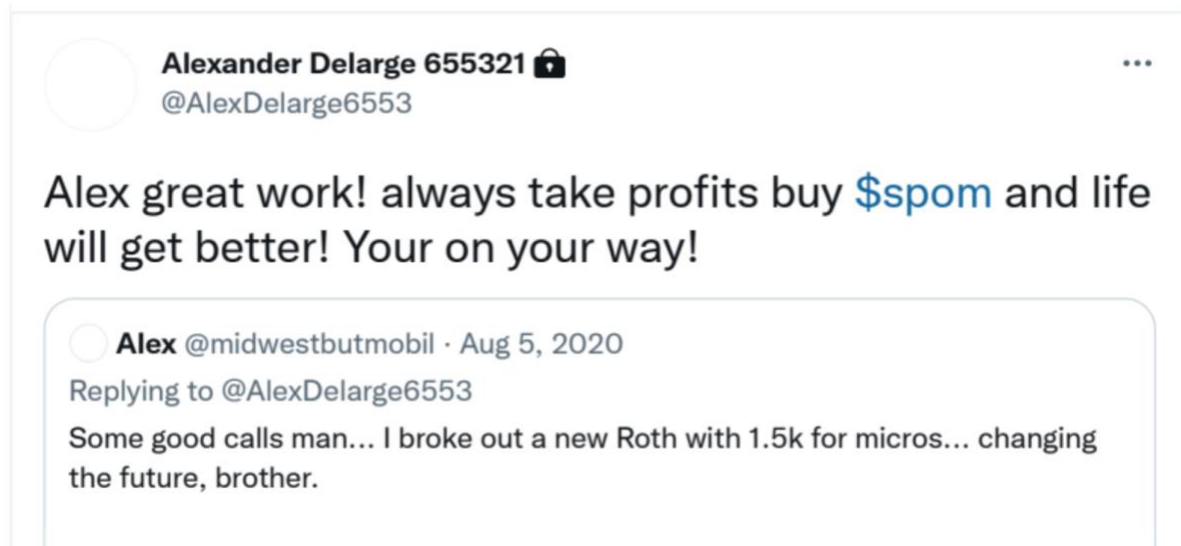 Alexander Delarge 655321
@AlexDelarge6553
Alex great work! always take profits buy $spom and life
will get better! Your on your way!
Alex @midwestbutmobil · Aug 5, 2020
Replying to @AlexDelarge6553
Some good calls man... I broke out a new Roth with 1.5k for micros... changing
the future, brother.